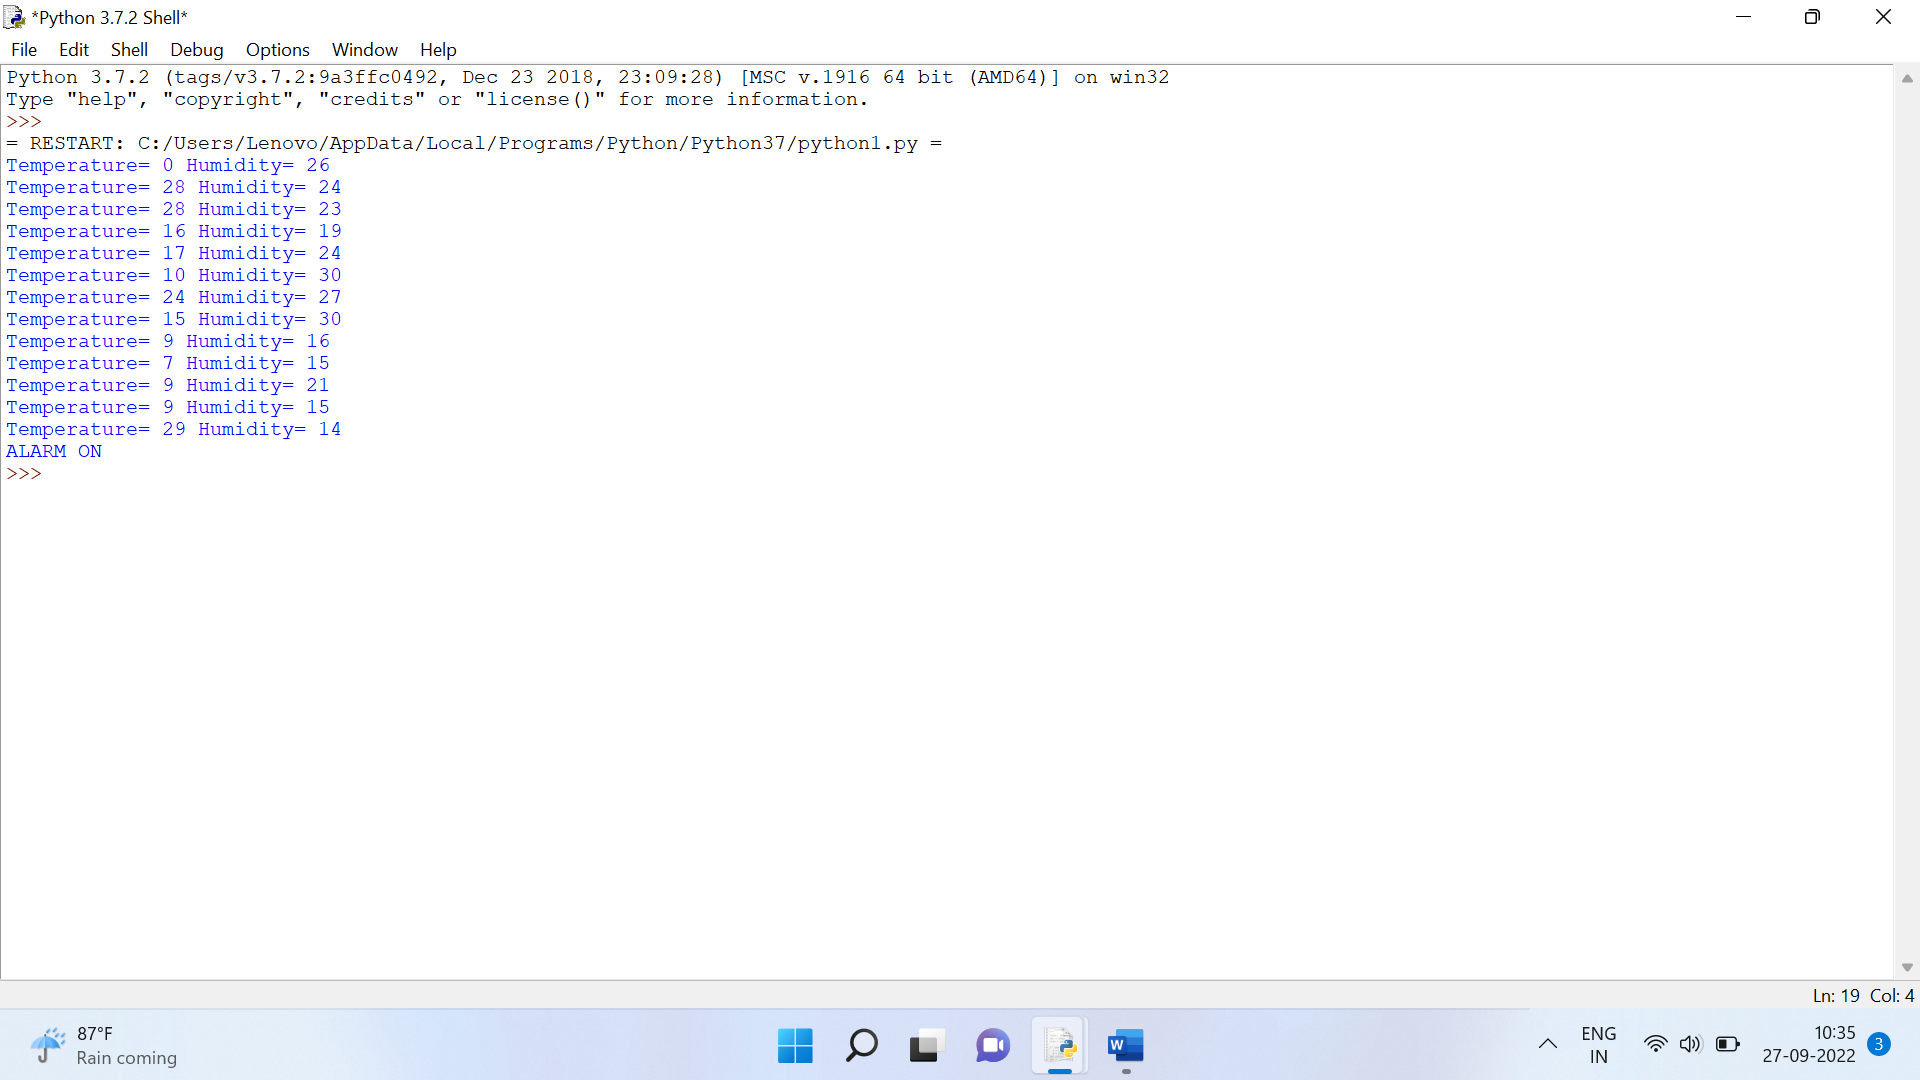 *Python 3.7.2 Shell*
File Edit Shell Debug Options Window Help
Python 3.7.2 (tags/v3.7.2:9a3ffc0492, Dec 23 2018, 23:09:28) [MSC v.1916 64 bit (AMD64)] on win32
Type "help", "copyright", "credits" or "license()" for more information.
>>>
= RESTART: C:/Users/Lenovo/AppData/Local/Programs/Python/Python37/python1.py =
Temperature= 0 Humidity= 26
Temperature= 28 Humidity= 24
Temperature= 28 Humidity= 23
Temperature= 16 Humidity= 19
Temperature= 17 Humidity= 24
Temperature= 10 Humidity= 30
Temperature= 24 Humidity= 27
Temperature= 15 Humidity= 30
Temperature= 9 Humidity= 16
Temperature= 7 Humidity= 15
Temperature= 9 Humidity= 21
Temperature= 9 Humidity= 15
Temperature= 29 Humidity= 14
ALARM ON
>>>
Ln: 19 Col: 4
87°F
Rain coming
W
ENG
IN
10:35
27-09-2022
3